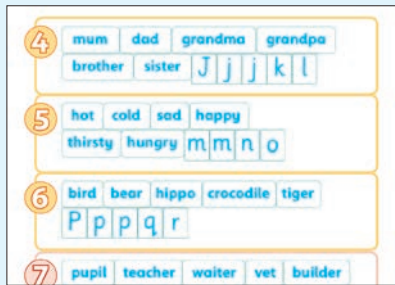 4 mum dad grandma grandpa
brother sister J j j k l
5 hot cold sad happy
thirsty hungry m m n o
6 bird bear hippo crocodile tiger
P p p q r
7 pupil teacher waiter vet builder